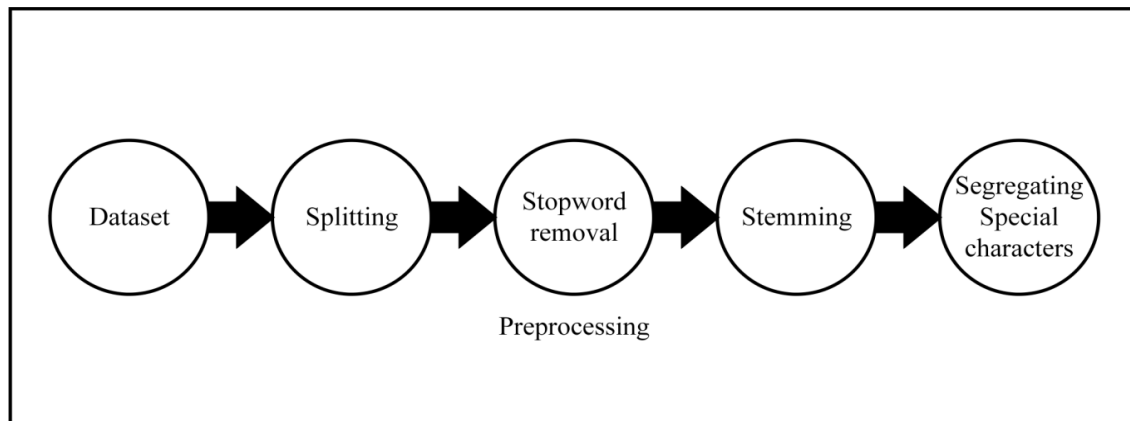 Dataset
Splitting
Stopword
removal
Stemming
Segregating
Special
characters
Preprocessing